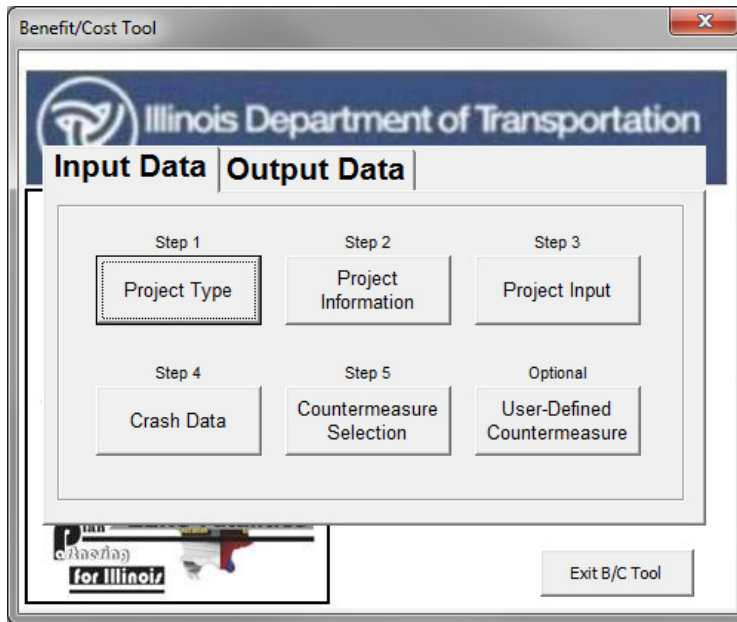 Benefit/Cost Tool
Illinois Department of Transportation
Input Data
Output Data
Step 1
Step 2
Step 3
Project Type
Project
Information
Project Input
Step 4
Step 5
Optional
Crash Data
Countermeasure
Selection
User-Defined
Countermeasure
for Illinois
Exit B/C Tool